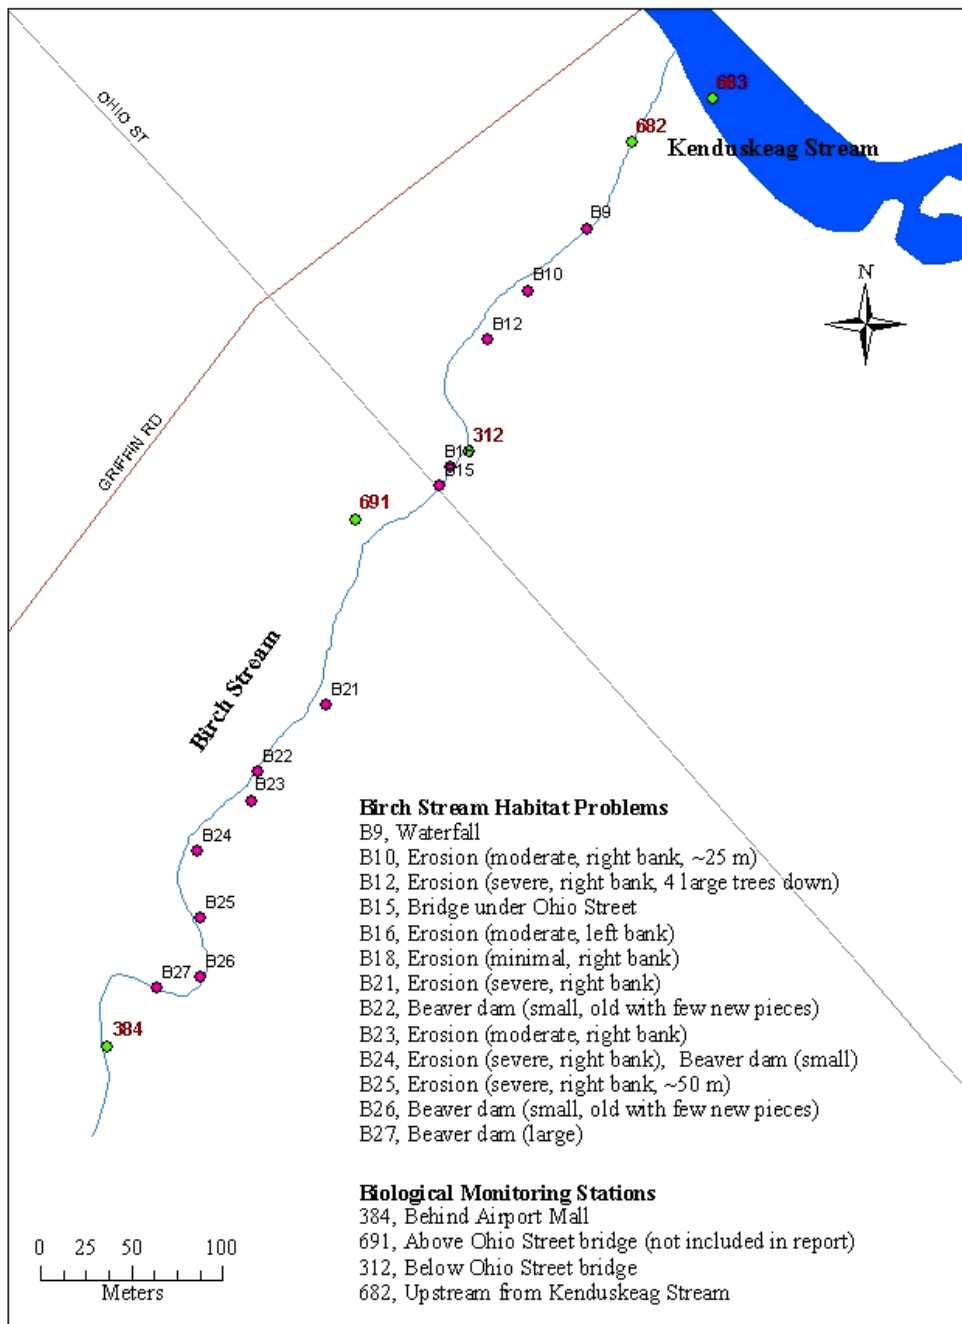 OHIO ST
683
682
Kenduskeag Stream
B9
N
B10
B12
GRIFFIN RD
312
B15
691
Birch Stream
B21
B22
B23
B24
B25
B26
B27
384
Birch Stream Habitat Problems
B9, Waterfall
B10, Erosion (moderate, right bank, ~25 m)
B12, Erosion (severe, right bank, 4 large trees down)
B15, Bridge under Ohio Street
B16, Erosion (moderate, left bank)
B18, Erosion (minimal, right bank)
B21, Erosion (severe, right bank)
B22, Beaver dam (small, old with few new pieces)
B23, Erosion (moderate, right bank)
B24, Erosion (severe, right bank), Beaver dam (small)
B25, Erosion (severe, right bank, ~50 m)
B26, Beaver dam (small, old with few new pieces)
B27, Beaver dam (large)
Biological Monitoring Stations
384, Behind Airport Mall
691, Above Ohio Street bridge (not included in report)
312, Below Ohio Street bridge
682, Upstream from Kenduskeag Stream
0 25 50 100
Meters